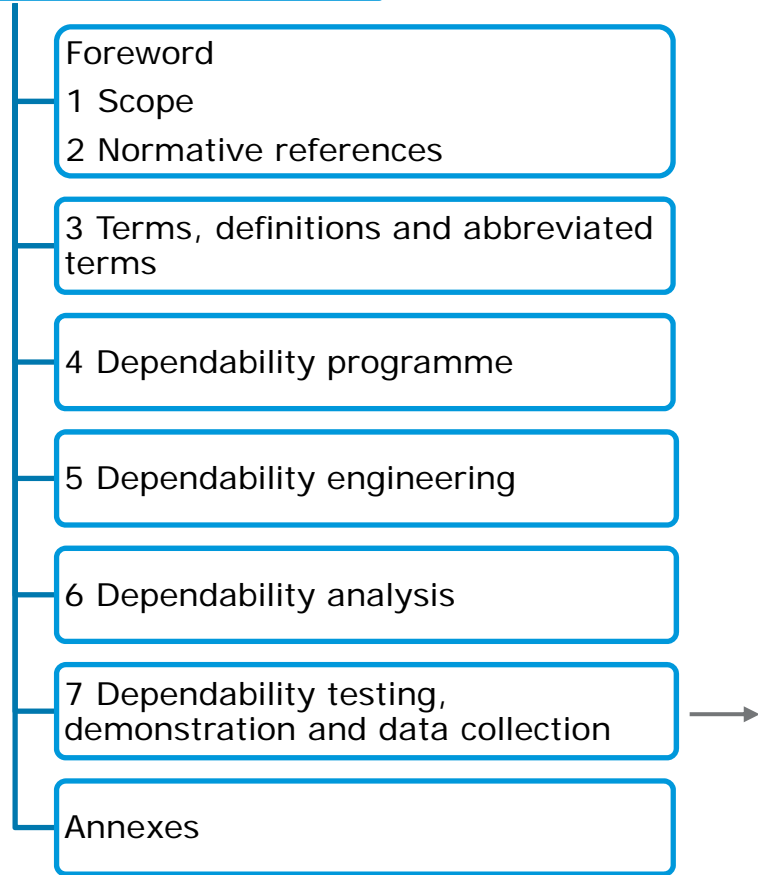 Foreword
1 Scope
2 Normative references
3 Terms, definitions and abbreviated
terms
4 Dependability programme
5 Dependability engineering
6 Dependability analysis
7 Dependability testing,
demonstration and data collection
Annexes